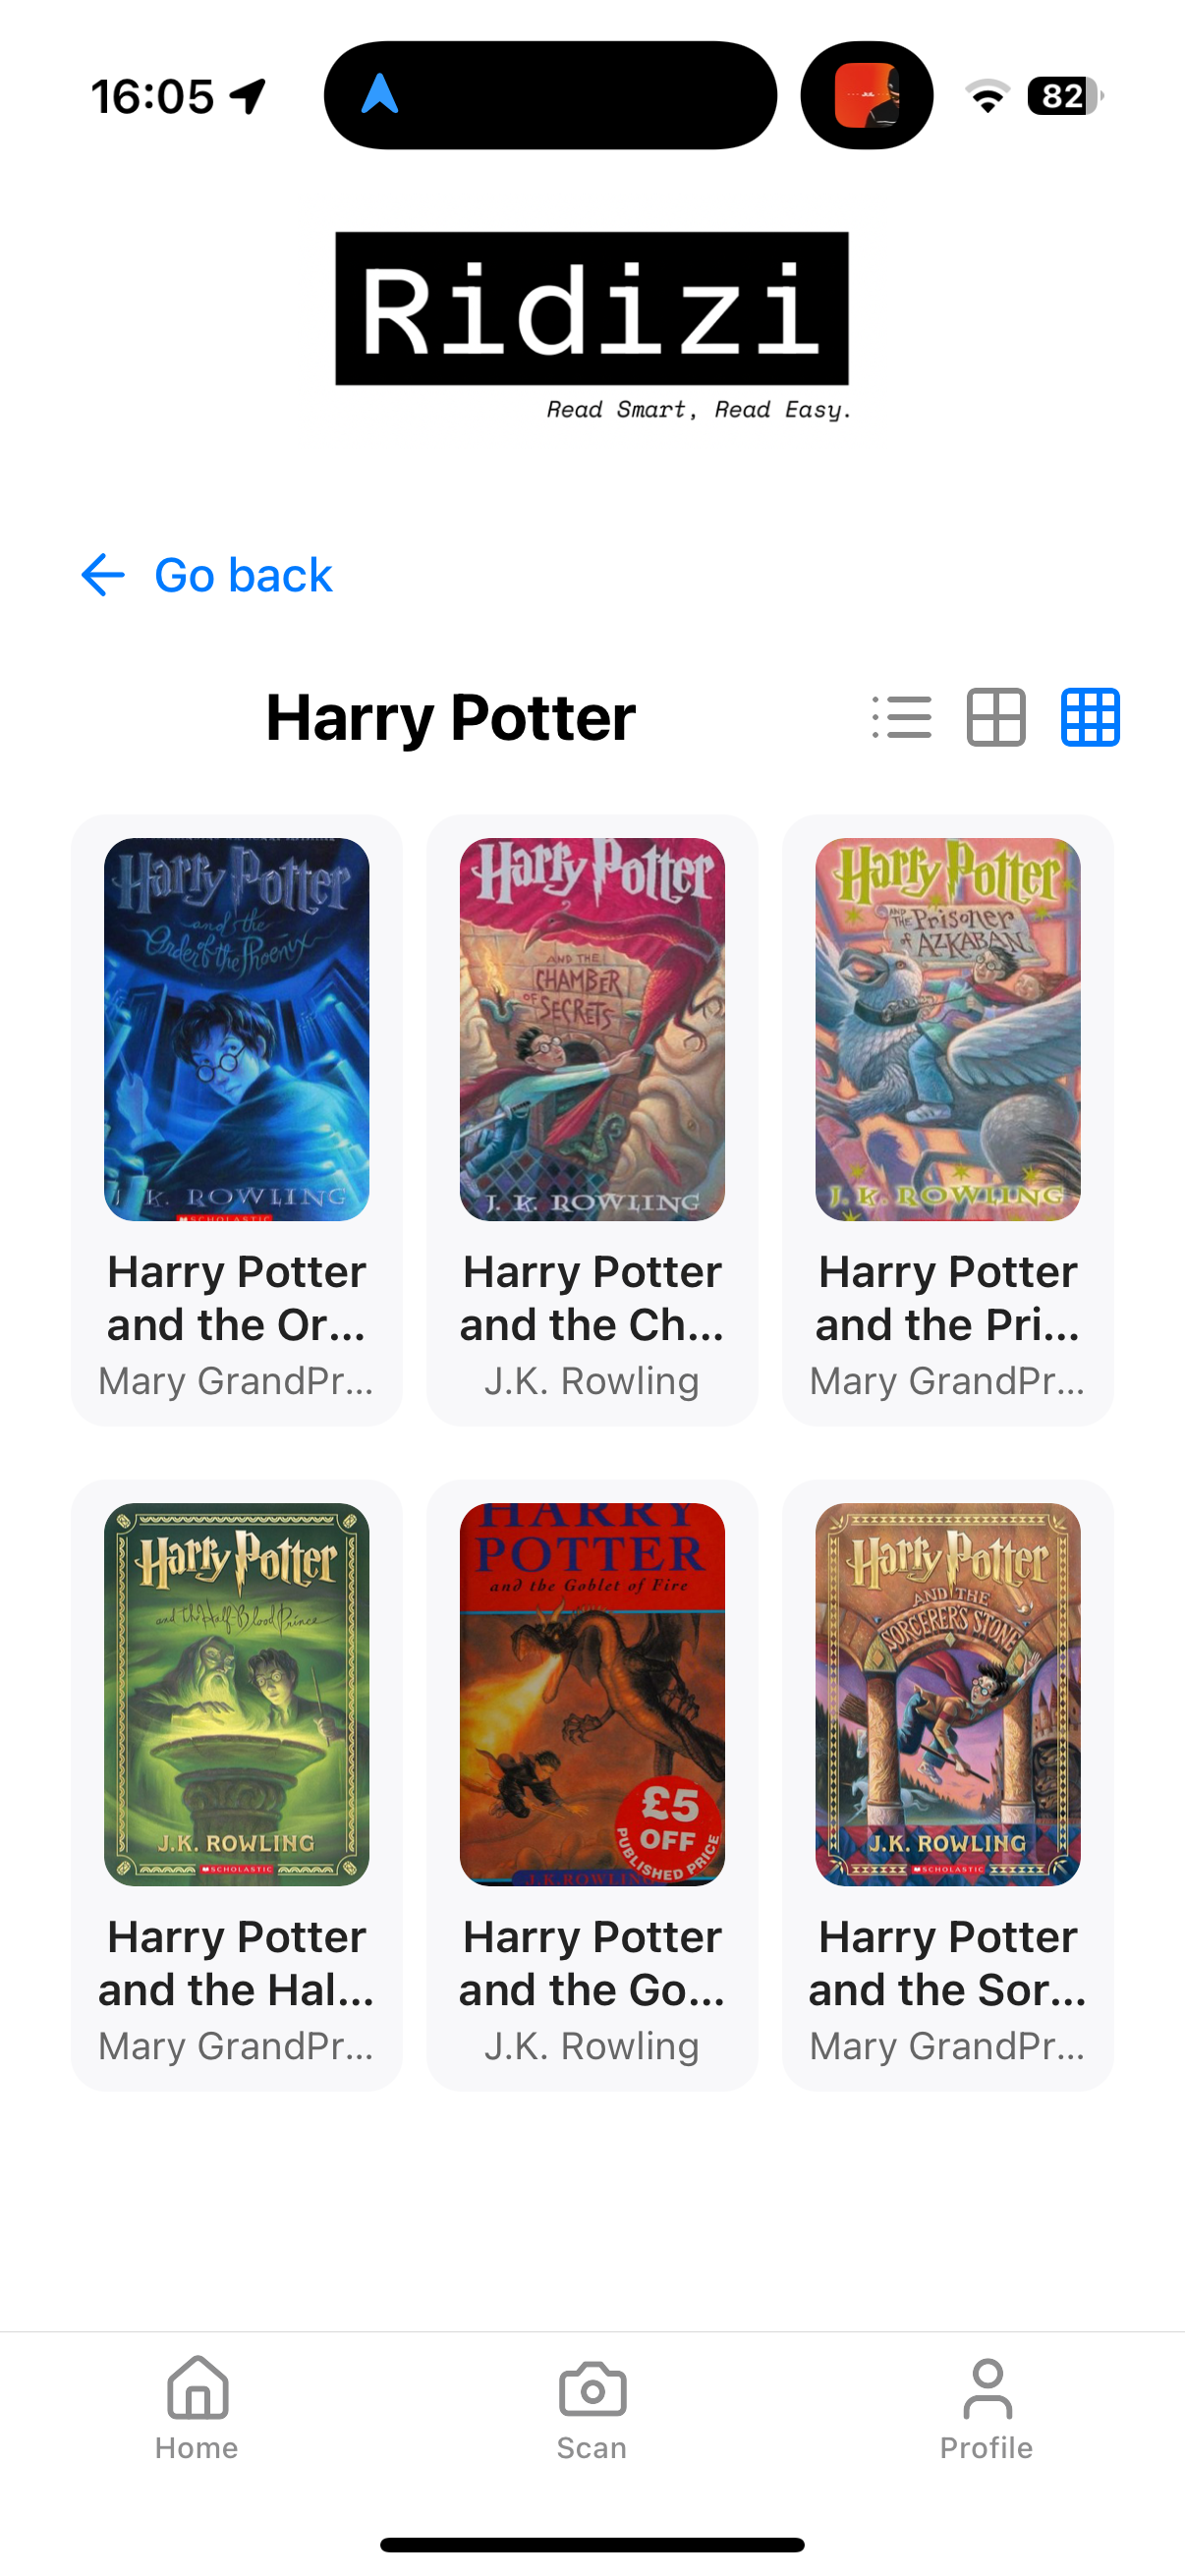 16:05
82
Ridizi
Read Smart, Read Easy.
Go back
Harry Potter
Harry Potter
and the
Order of the Phoenix
J. K. ROWLING
SCHOLASTIC
Harry Potter
and the Or...
Mary GrandPr...
Harry Potter
AND THE
CHAMBER
OF
SECRETS
J. K. ROWLING
Harry Potter
and the Ch...
J.K. Rowling
Harry Potter
AND THE Prisoner
of AZKABAN
J. K. ROWLING
Harry Potter
and the Pri...
Mary GrandPr...
Harry Potter
and the Half-Blood Prince
J.K. ROWLING
SCHOLASTIC
Harry Potter
and the Hal...
Mary GrandPr...
HARRY
POTTER
and the Goblet of Fire
£5
OFF
PUBLISHED PRICE
J.K.ROWLING
Harry Potter
and the Go...
J.K. Rowling
Harry Potter
AND THE
SORCERER'S STONE
J.K. ROWLING
SCHOLASTIC
Harry Potter
and the Sor...
Mary GrandPr...
Home
Scan
Profile